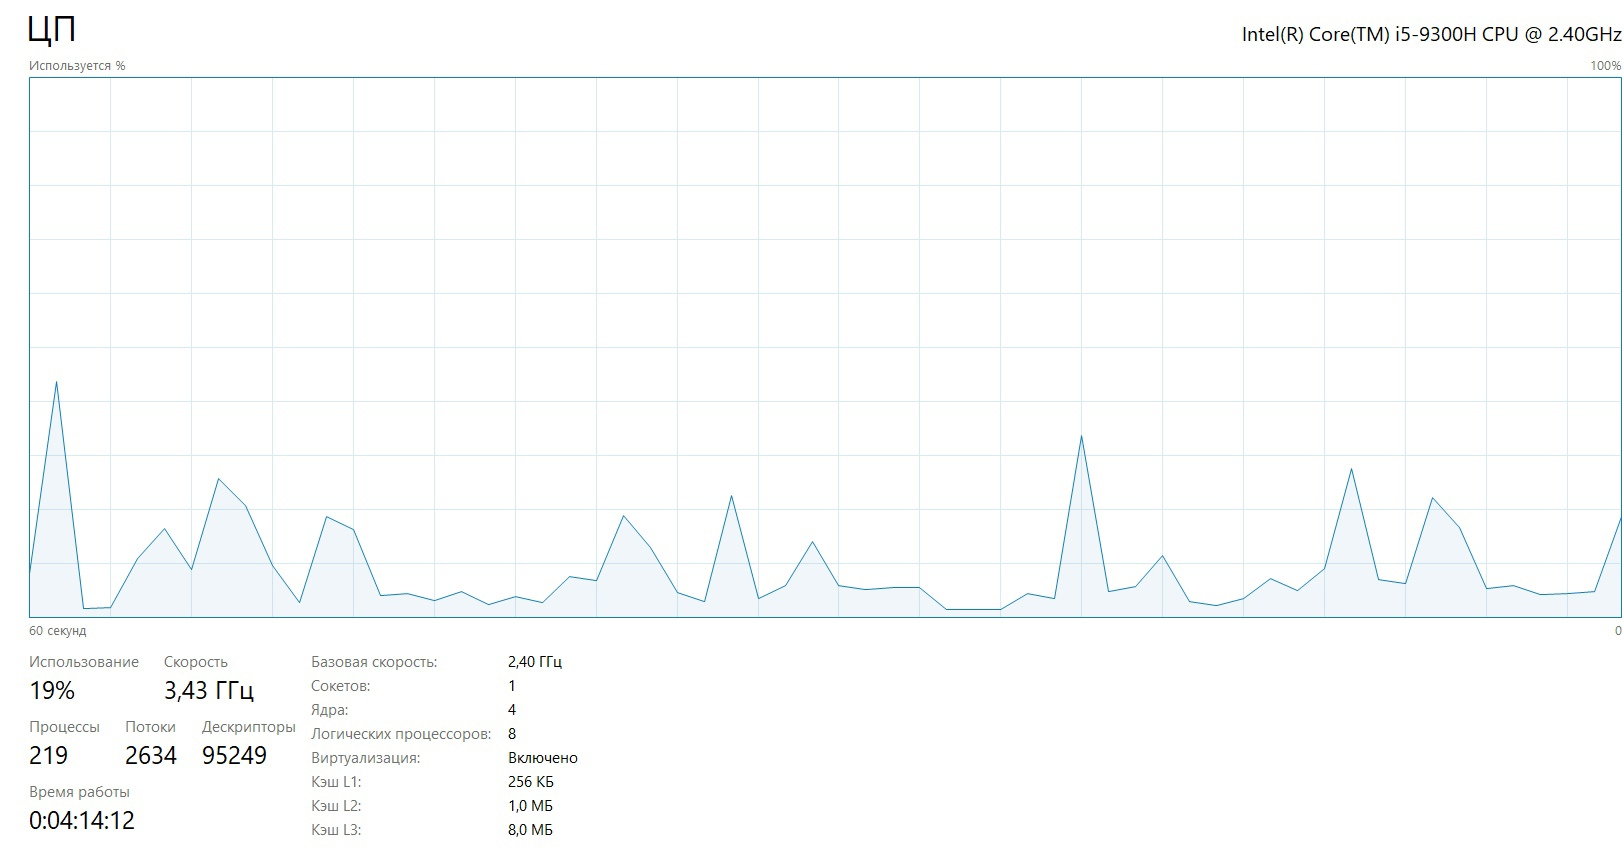 ЦП
Intel(R) Core(TM) i5-9300H CPU @ 2.40GHz
Используется %
100%
60 секунд
0
Использование
19%
Скорость
3,43 ГГц
Процессы
219
Потоки
2634
Дескрипторы
95249
Время работы
0:04:14:12
Базовая скорость: 2,40 ГГц
Сокетов: 1
Ядра: 4
Логических процессоров: 8
Виртуализация: Включено
Кэш L1: 256 КБ
Кэш L2: 1,0 МБ
Кэш L3: 8,0 МБ